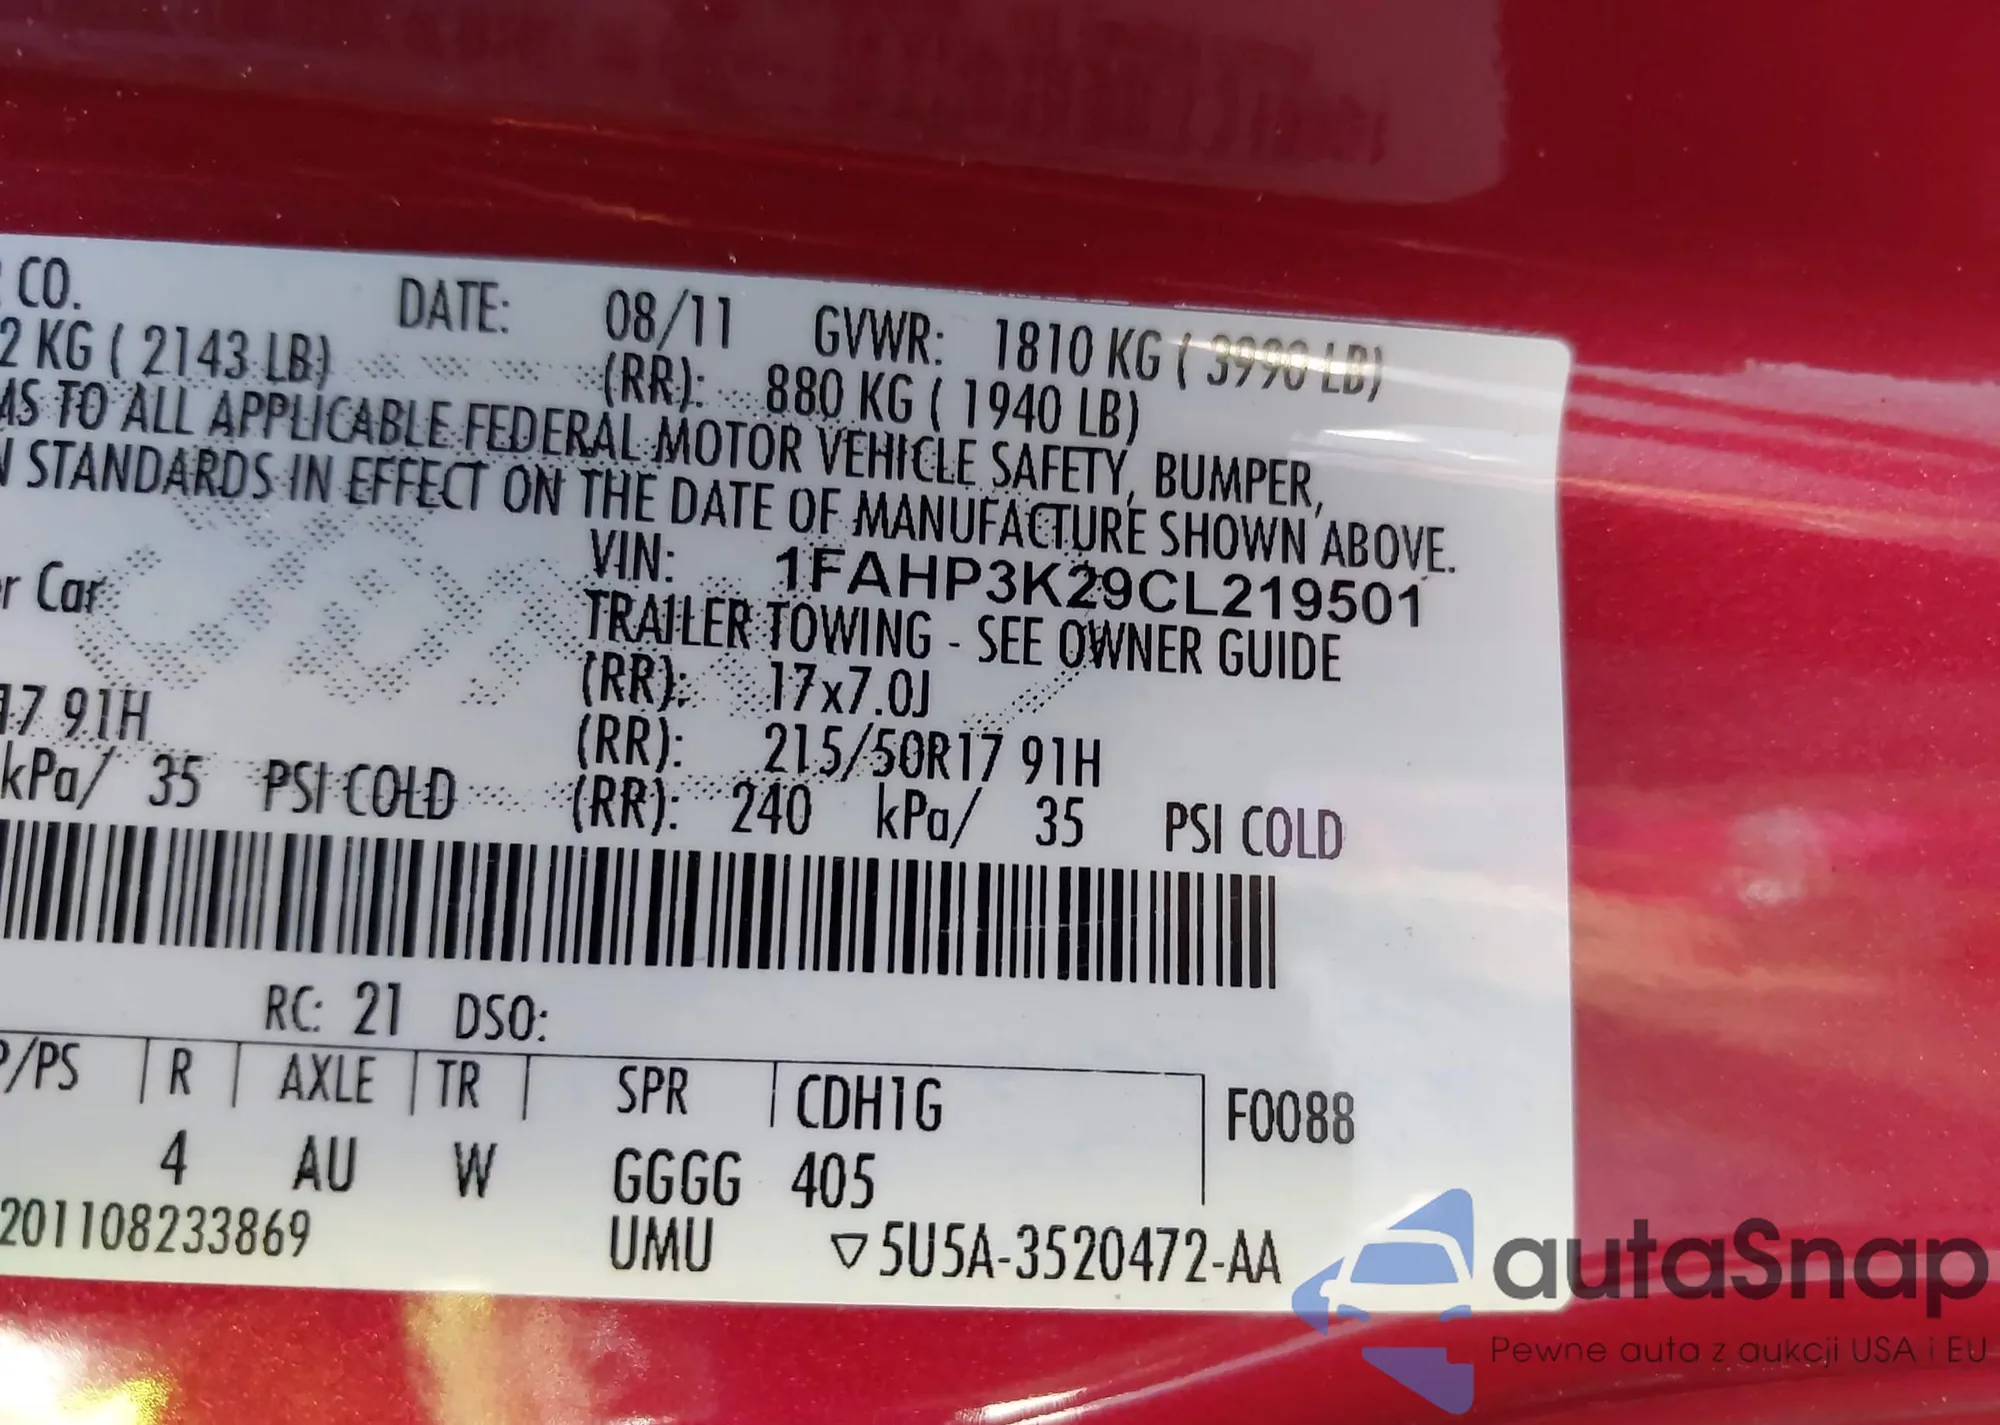 CO. DATE: 08/11 GVWR: 1810 KG ( 3990 LB)
2 KG ( 2143 LB) (RR): 880 KG ( 1940 LB)
MS TO ALL APPLICABLE FEDERAL MOTOR VEHICLE SAFETY, BUMPER,
N STANDARDS IN EFFECT ON THE DATE OF MANUFACTURE SHOWN ABOVE.
VIN: 1FAHP3K29CL219501
r Car TRAILER TOWING - SEE OWNER GUIDE
(RR): 17x7.0J
17 91H (RR): 215/50R17 91H
kPa/ 35 PSI COLD (RR): 240 kPa/ 35 PSI COLD
RC: 21 DSO:
P/PS R AXLE TR SPR CDH1G F0088
4 AU W GGGG 405
201108233869 UMU ▽5U5A-3520472-AA
autaSnap
Pewne auta z aukcji USA i EU